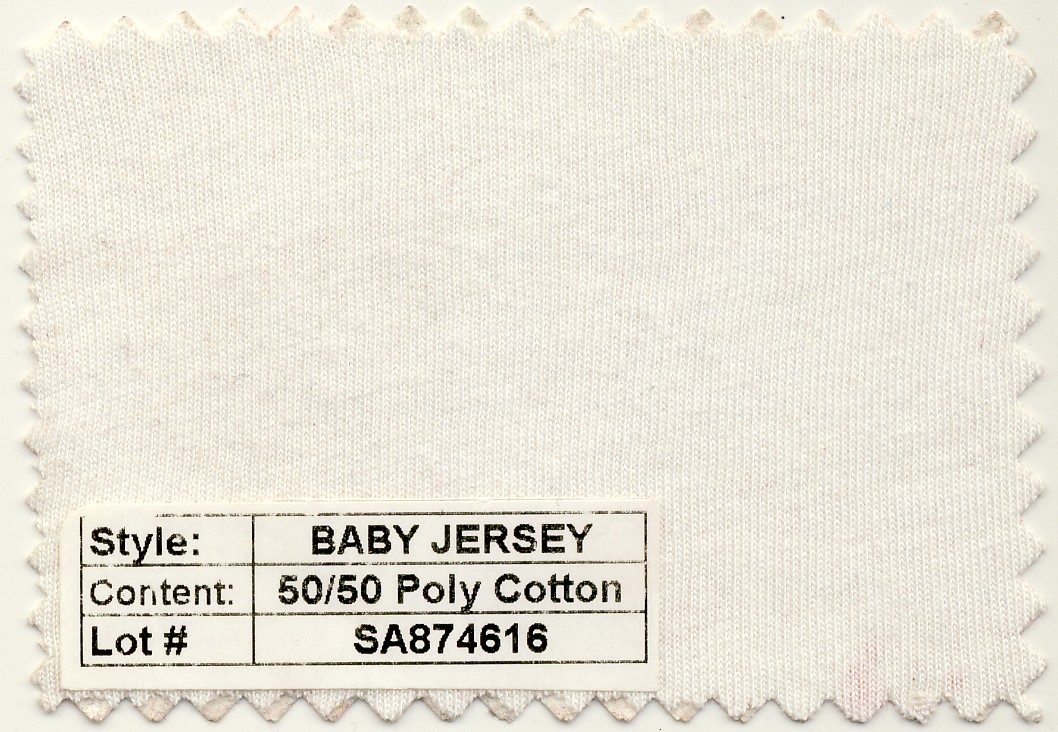 Style: BABY JERSEY
Content: 50/50 Poly Cotton
Lot # SA874616